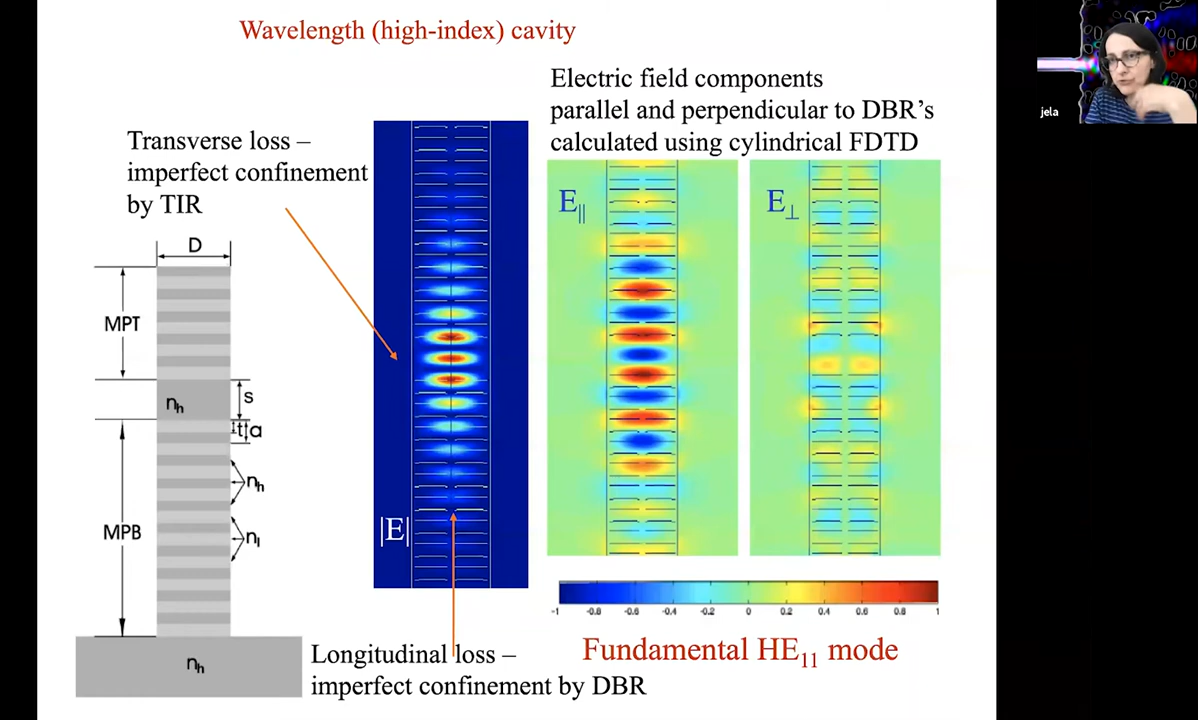 Wavelength (high-index) cavity
Electric field components
parallel and perpendicular to DBR's
calculated using cylindrical FDTD
jela
Transverse loss –
imperfect confinement
by TIR
D
MPT
s
n_h
t a
n_h
MPB
n_l
n_h
|E|
E_∥
E_⊥
-1 -0.8 -0.6 -0.4 -0.2 0 0.2 0.4 0.6 0.8 1
Longitudinal loss –
imperfect confinement by DBR
Fundamental HE₁₁ mode